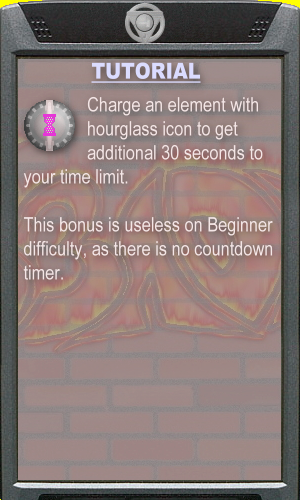 TUTORIAL
Charge an element with
hourglass icon to get
additional 30 seconds to
your time limit.
This bonus is useless on Beginner
difficulty, as there is no countdown
timer.